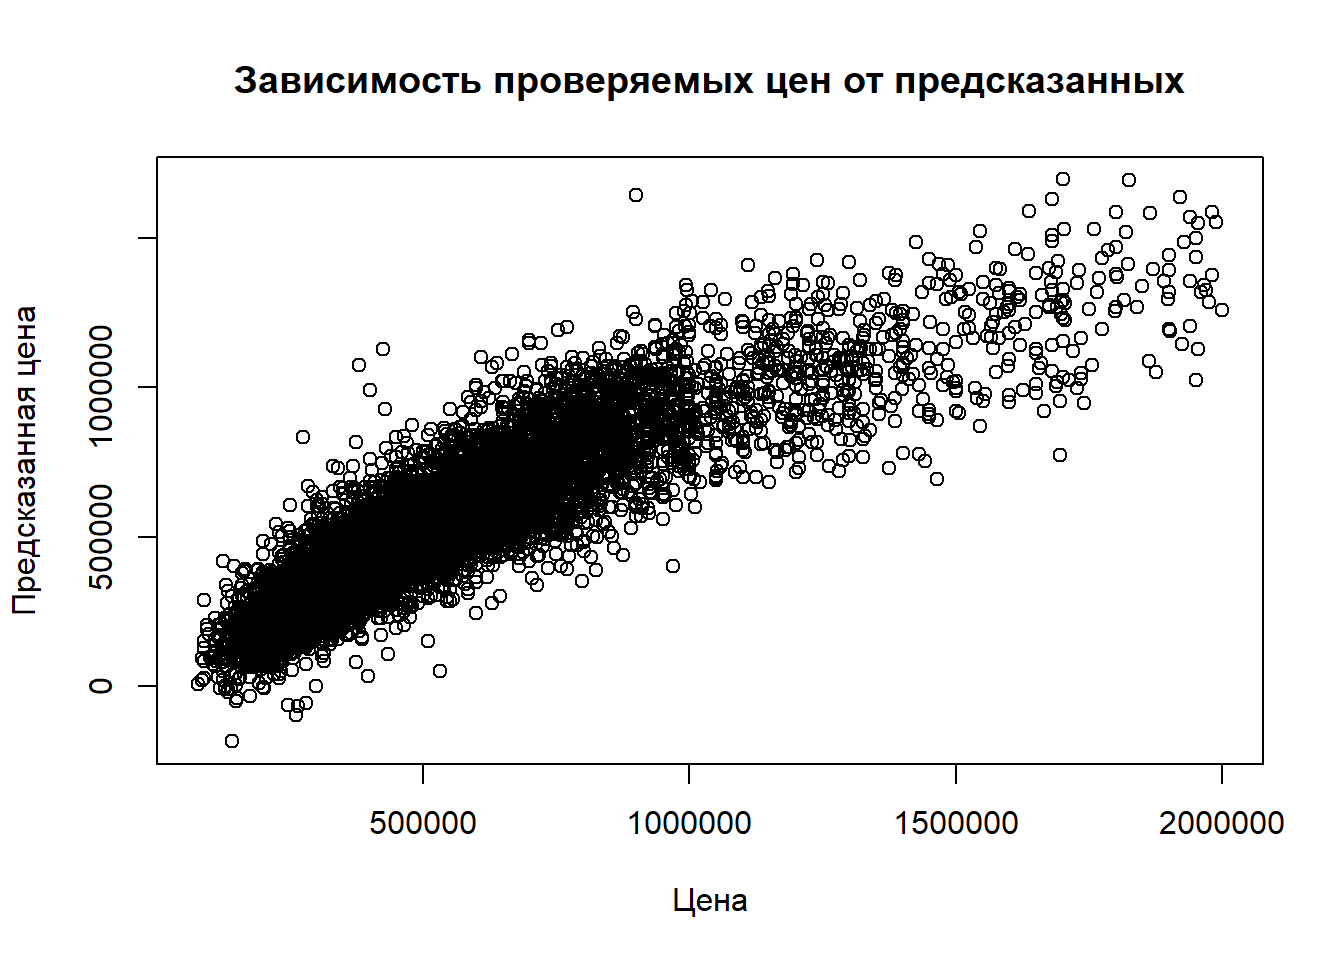 Зависимость проверяемых цен от предсказанных
Предсказанная цена
1000000
500000
0
500000
1000000
1500000
2000000
Цена